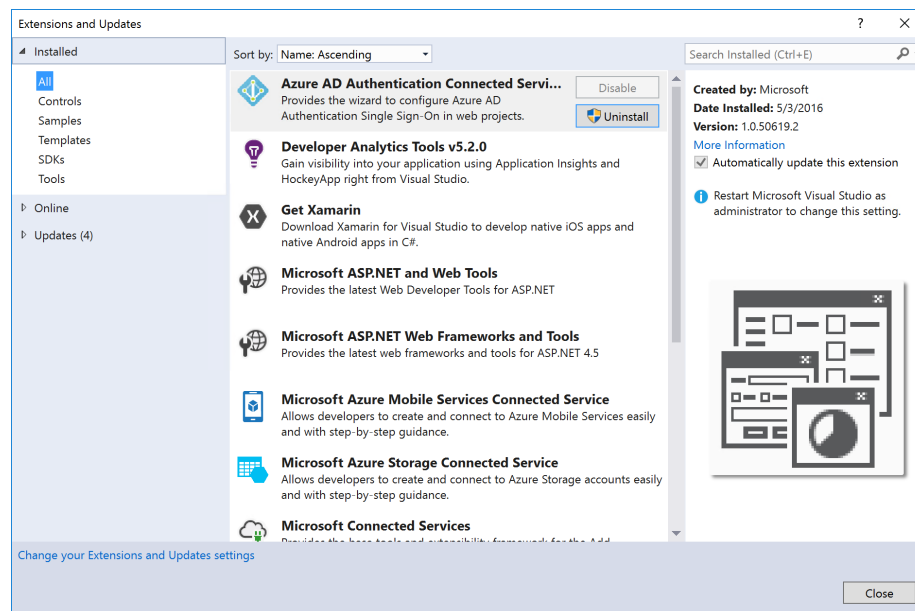 Extensions and Updates
?
Installed
All
Controls
Samples
Templates
SDKs
Tools
Online
Updates (4)
Sort by: Name: Ascending
Azure AD Authentication Connected Servi...
Provides the wizard to configure Azure AD
Authentication Single Sign-On in web projects.
Disable
Uninstall
Developer Analytics Tools v5.2.0
Gain visibility into your application using Application Insights and
HockeyApp right from Visual Studio.
Get Xamarin
Download Xamarin for Visual Studio to develop native iOS apps and
native Android apps in C#.
Microsoft ASP.NET and Web Tools
Provides the latest Web Developer Tools for ASP.NET
Microsoft ASP.NET Web Frameworks and Tools
Provides the latest web frameworks and tools for ASP.NET 4.5
Microsoft Azure Mobile Services Connected Service
Allows developers to create and connect to Azure Mobile Services easily
and with step-by-step guidance.
Microsoft Azure Storage Connected Service
Allows developers to create and connect to Azure Storage accounts easily
and with step-by-step guidance.
Microsoft Connected Services
Provides the base tools and extensibility framework for the Add
Search Installed (Ctrl+E)
Created by: Microsoft
Date Installed: 5/3/2016
Version: 1.0.50619.2
More Information
Automatically update this extension
Restart Microsoft Visual Studio as
administrator to change this setting.
Change your Extensions and Updates settings
Close